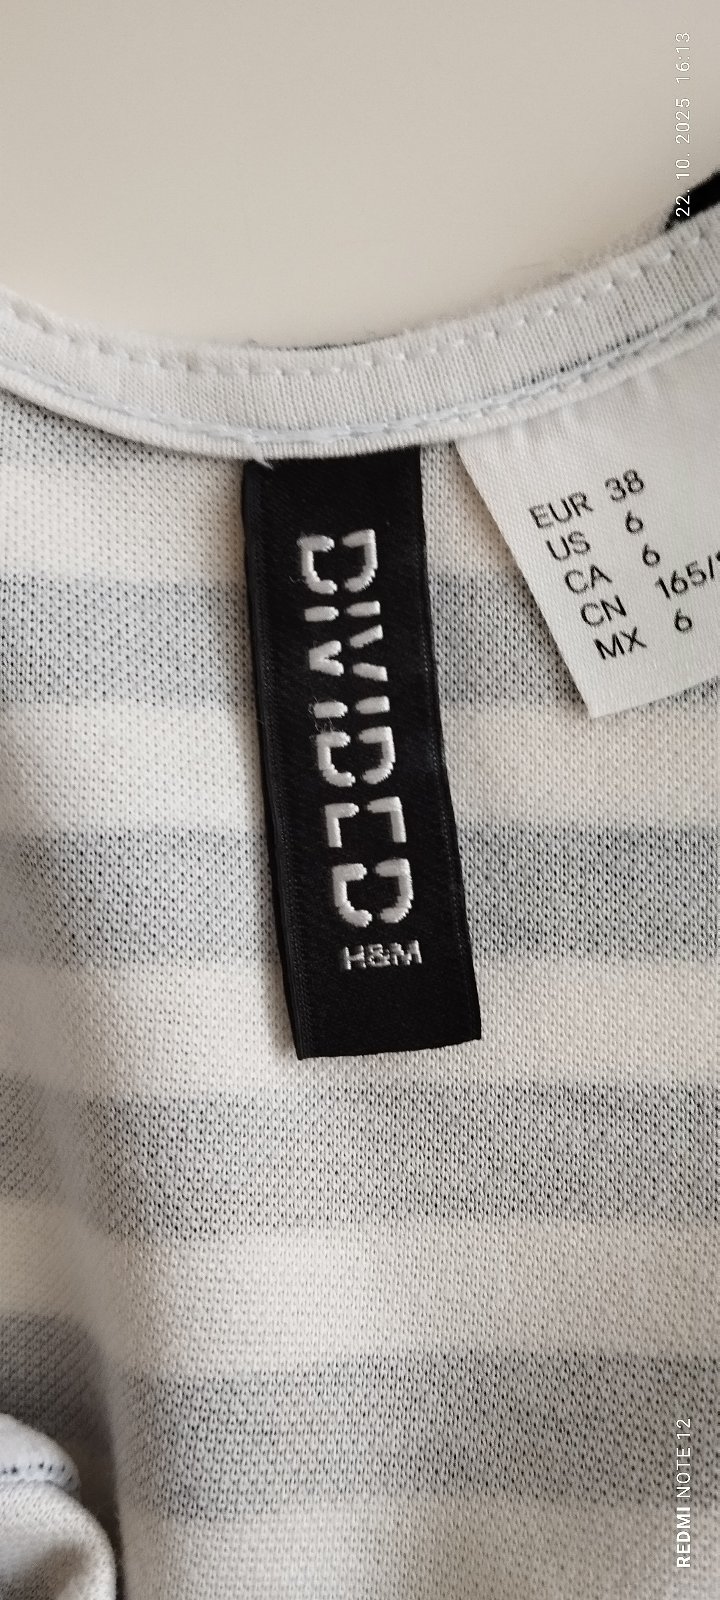 DIVIDED
H&M
EUR 38
US 6
CA 6
CN 165/
MX 6
22. 10. 2025 16:13
REDMI NOTE 12